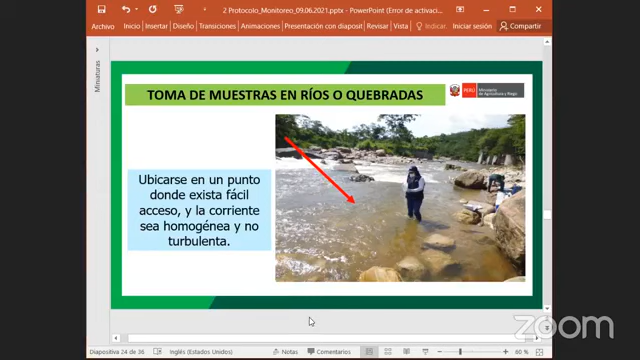 2 Protocolo_Monitoreo_09.06.2021.pptx - PowerPoint (Error de activaci...
Archivo Inicio Insertar Diseño Transiciones Animaciones Presentación con diaposit Revisar Vista Indicar... Iniciar sesión Compartir
Miniaturas
TOMA DE MUESTRAS EN RÍOS O QUEBRADAS
PERÚ Ministerio
de Agricultura y Riego
Ubicarse en un punto
donde exista fácil
acceso, y la corriente
sea homogénea y no
turbulenta.
zoom
Diapositiva 24 de 36 Inglés (Estados Unidos) Notas Comentarios 60 %